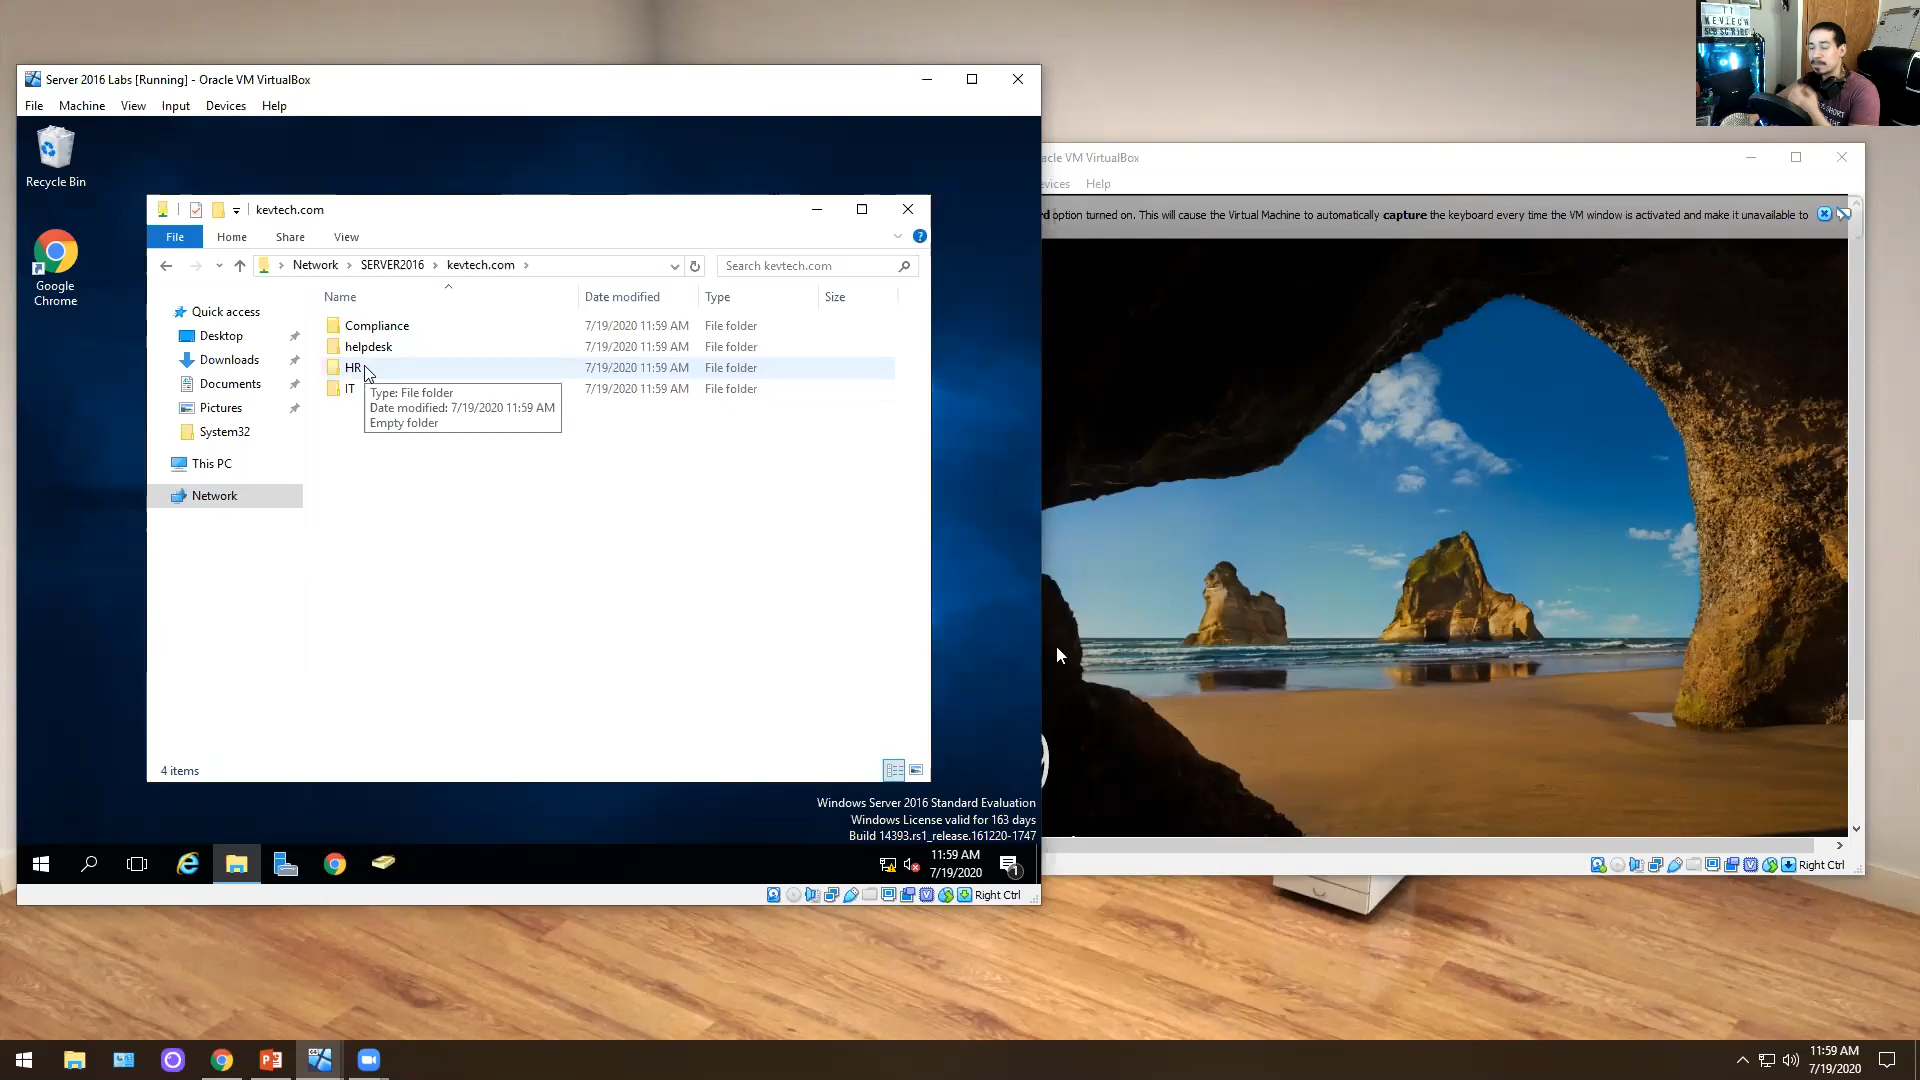 KEVTECH
SUBSCRIBE
Server 2016 Labs [Running] - Oracle VM VirtualBox
File Machine View Input Devices Help
Recycle Bin
Google
Chrome
kevtech.com
File Home Share View
Network SERVER2016 kevtech.com
Search kevtech.com
Name Date modified Type Size
Quick access
Desktop
Downloads
Documents
Pictures
System32
This PC
Network
Compliance 7/19/2020 11:59 AM File folder
helpdesk 7/19/2020 11:59 AM File folder
HR 7/19/2020 11:59 AM File folder
IT 7/19/2020 11:59 AM File folder
Type: File folder
Date modified: 7/19/2020 11:59 AM
Empty folder
4 items
Windows Server 2016 Standard Evaluation
Windows License valid for 163 days
Build 14393.rs1_release.161220-1747
11:59 AM
7/19/2020
1
Right Ctrl
acle VM VirtualBox
evices Help
rd option turned on. This will cause the Virtual Machine to automatically capture the keyboard every time the VM window is activated and make it unavailable to
Right Ctrl
11:59 AM
7/19/2020